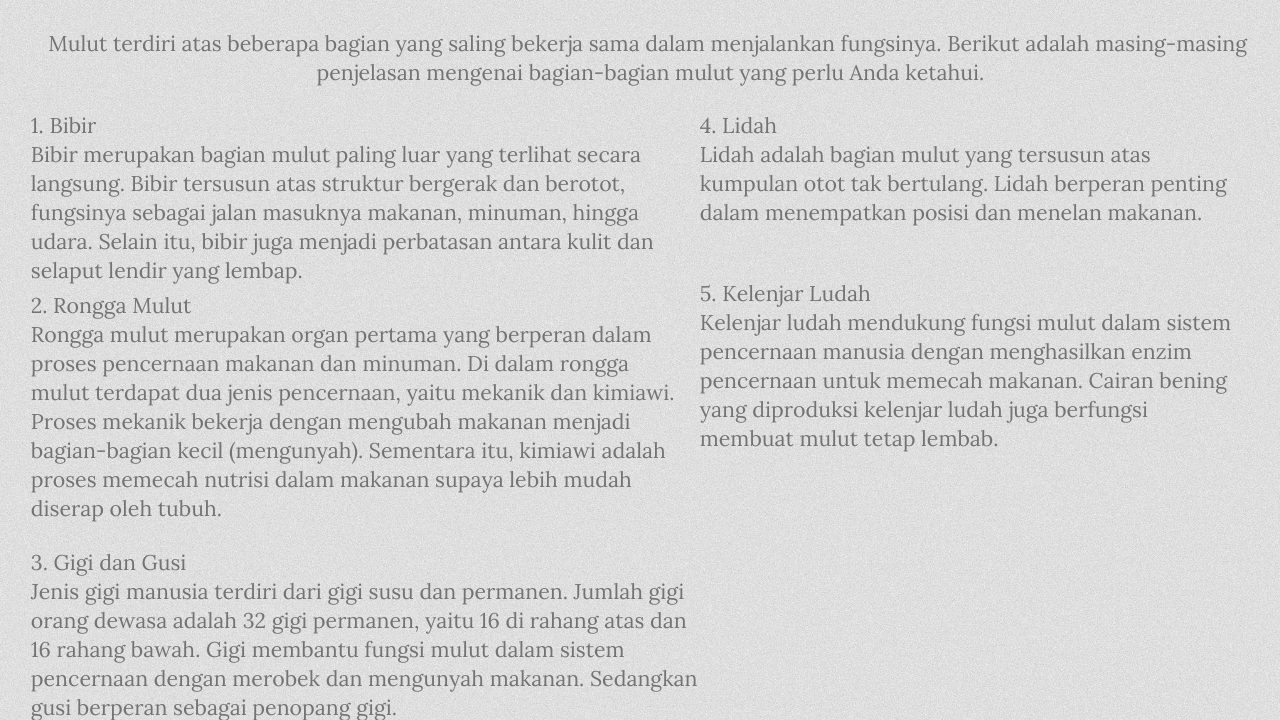 Mulut terdiri atas beberapa bagian yang saling bekerja sama dalam menjalankan fungsinya. Berikut adalah masing-masing
penjelasan mengenai bagian-bagian mulut yang perlu Anda ketahui.
1. Bibir
Bibir merupakan bagian mulut paling luar yang terlihat secara
langsung. Bibir tersusun atas struktur bergerak dan berotot,
fungsinya sebagai jalan masuknya makanan, minuman, hingga
udara. Selain itu, bibir juga menjadi perbatasan antara kulit dan
selaput lendir yang lembap.
2. Rongga Mulut
Rongga mulut merupakan organ pertama yang berperan dalam
proses pencernaan makanan dan minuman. Di dalam rongga
mulut terdapat dua jenis pencernaan, yaitu mekanik dan kimiawi.
Proses mekanik bekerja dengan mengubah makanan menjadi
bagian-bagian kecil (mengunyah). Sementara itu, kimiawi adalah
proses memecah nutrisi dalam makanan supaya lebih mudah
diserap oleh tubuh.
3. Gigi dan Gusi
Jenis gigi manusia terdiri dari gigi susu dan permanen. Jumlah gigi
orang dewasa adalah 32 gigi permanen, yaitu 16 di rahang atas dan
16 rahang bawah. Gigi membantu fungsi mulut dalam sistem
pencernaan dengan merobek dan mengunyah makanan. Sedangkan
gusi berperan sebagai penopang gigi.
4. Lidah
Lidah adalah bagian mulut yang tersusun atas
kumpulan otot tak bertulang. Lidah berperan penting
dalam menempatkan posisi dan menelan makanan.
5. Kelenjar Ludah
Kelenjar ludah mendukung fungsi mulut dalam sistem
pencernaan manusia dengan menghasilkan enzim
pencernaan untuk memecah makanan. Cairan bening
yang diproduksi kelenjar ludah juga berfungsi
membuat mulut tetap lembab.